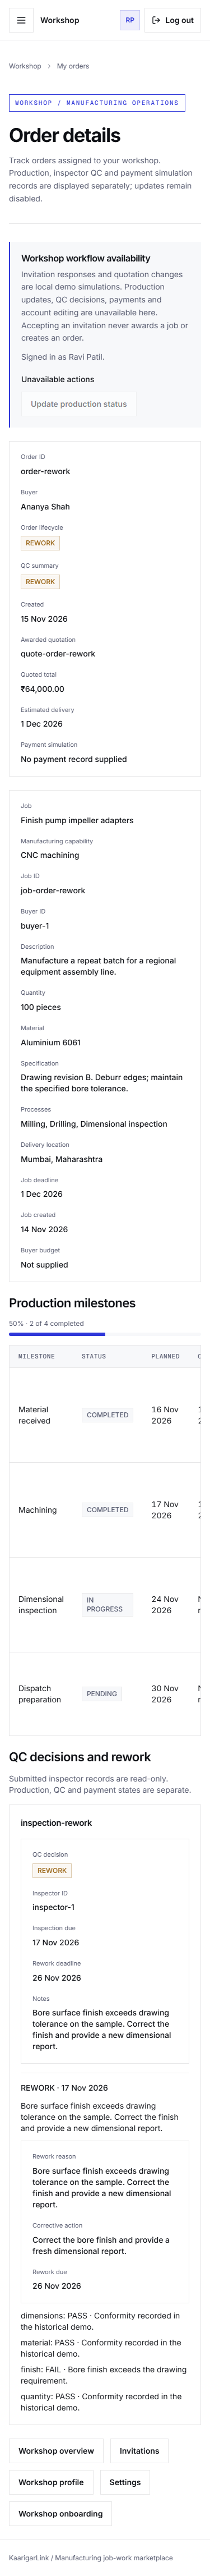 Workshop
RP
Log out
Workshop > My orders
WORKSHOP / MANUFACTURING OPERATIONS
Order details
Track orders assigned to your workshop.
Production, inspector QC and payment simulation
records are displayed separately; updates remain
disabled.
Workshop workflow availability
Invitation responses and quotation changes
are local demo simulations. Production
updates, QC decisions, payments and
account editing are unavailable here.
Accepting an invitation never awards a job or
creates an order.
Signed in as Ravi Patil.
Unavailable actions
Update production status
Order ID
order-rework
Buyer
Ananya Shah
Order lifecycle
REWORK
QC summary
REWORK
Created
15 Nov 2026
Awarded quotation
quote-order-rework
Quoted total
₹64,000.00
Estimated delivery
1 Dec 2026
Payment simulation
No payment record supplied
Job
Finish pump impeller adapters
Manufacturing capability
CNC machining
Job ID
job-order-rework
Buyer ID
buyer-1
Description
Manufacture a repeat batch for a regional
equipment assembly line.
Quantity
100 pieces
Material
Aluminium 6061
Specification
Drawing revision B. Deburr edges; maintain
the specified bore tolerance.
Processes
Milling, Drilling, Dimensional inspection
Delivery location
Mumbai, Maharashtra
Job deadline
1 Dec 2026
Job created
14 Nov 2026
Buyer budget
Not supplied
Production milestones
50% · 2 of 4 completed
MILESTONE STATUS PLANNED
Material
received
COMPLETED
16 Nov
2026
Machining
COMPLETED
17 Nov
2026
Dimensional
inspection
IN
PROGRESS
24 Nov
2026
Dispatch
preparation
PENDING
30 Nov
2026
QC decisions and rework
Submitted inspector records are read-only.
Production, QC and payment states are separate.
inspection-rework
QC decision
REWORK
Inspector ID
inspector-1
Inspection due
17 Nov 2026
Rework deadline
26 Nov 2026
Notes
Bore surface finish exceeds drawing
tolerance on the sample. Correct the
finish and provide a new dimensional
report.
REWORK · 17 Nov 2026
Bore surface finish exceeds drawing
tolerance on the sample. Correct the finish
and provide a new dimensional report.
Rework reason
Bore surface finish exceeds drawing
tolerance on the sample. Correct the
finish and provide a new dimensional
report.
Corrective action
Correct the bore finish and provide a
fresh dimensional report.
Rework due
26 Nov 2026
dimensions: PASS · Conformity recorded in
the historical demo.
material: PASS · Conformity recorded in the
historical demo.
finish: FAIL · Bore finish exceeds the drawing
requirement.
quantity: PASS · Conformity recorded in the
historical demo.
Workshop overview
Invitations
Workshop profile
Settings
Workshop onboarding
KaarigarLink / Manufacturing job-work marketplace